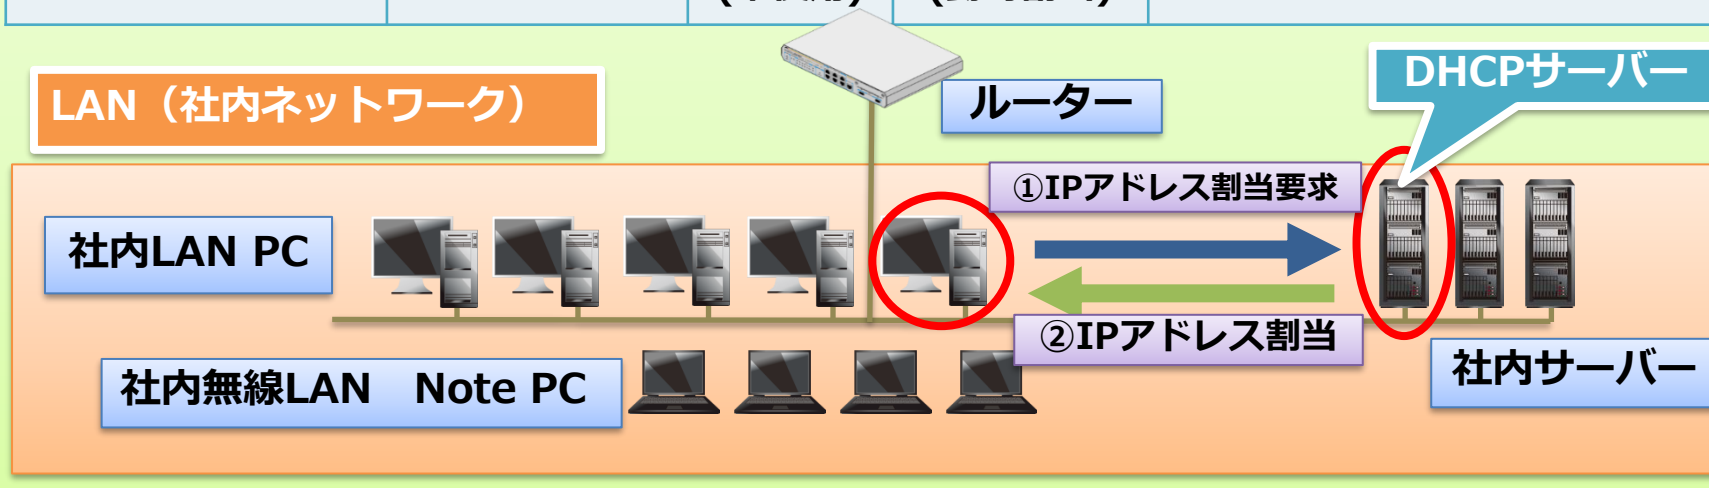 DHCPサーバー
LAN（社内ネットワーク）
ルーター
①IPアドレス割当要求
社内LAN PC
②IPアドレス割当
社内サーバー
社内無線LAN　Note PC